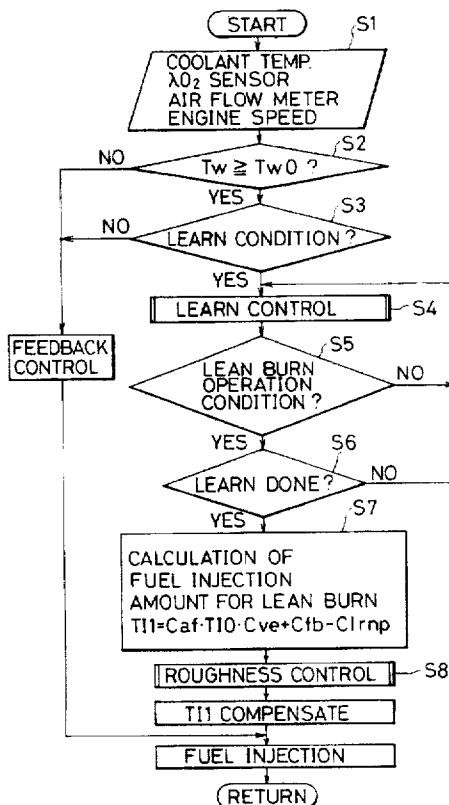 START
S1
COOLANT TEMP.
λO₂ SENSOR
AIR FLOW METER
ENGINE SPEED
S2
NO
Tw ≧ Tw0 ?
YES
S3
NO
LEARN CONDITION?
YES
LEARN CONTROL
S4
FEEDBACK
CONTROL
S5
LEAN BURN
OPERATION
CONDITION?
NO
YES
S6
LEARN DONE?
NO
YES
S7
CALCULATION OF
FUEL INJECTION
AMOUNT FOR LEAN BURN
TI1=Caf·TI0·Cve+Cfb-Clrnp
ROUGHNESS CONTROL
S8
TI1 COMPENSATE
FUEL INJECTION
RETURN